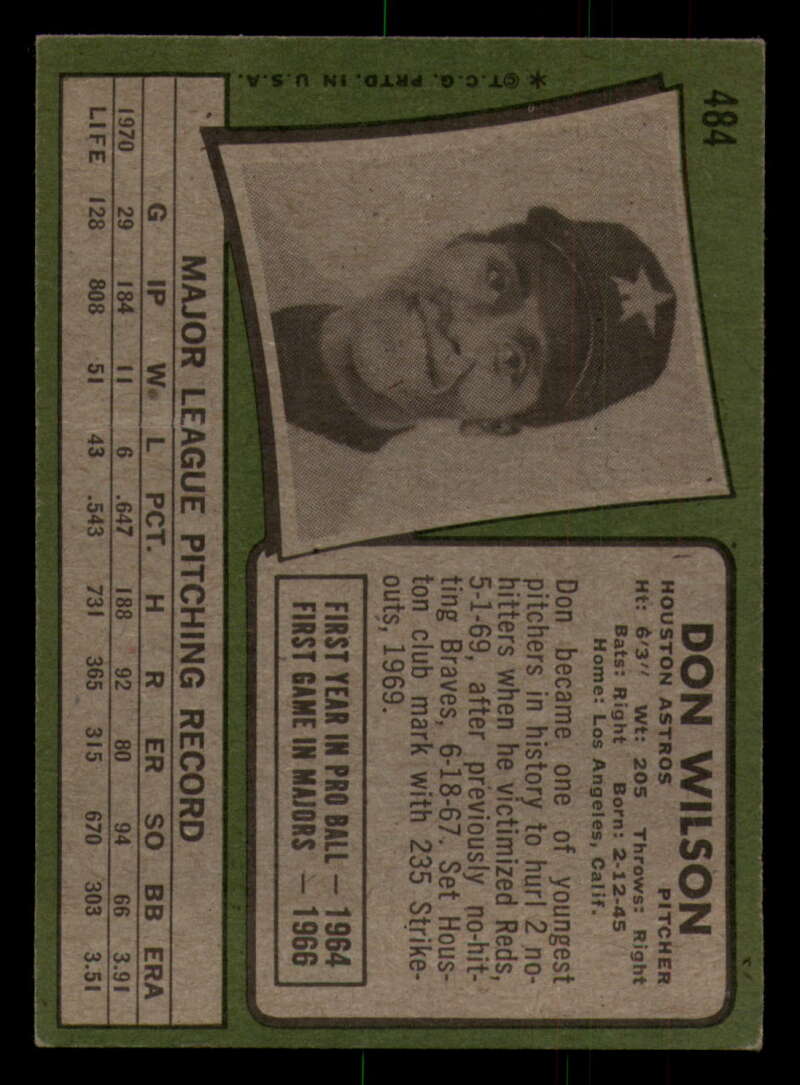 484
*©T.C.G. PRTD. IN U.S.A.
DON WILSON
HOUSTON ASTROS PITCHER
Ht: 6'3" Wt: 205 Throws: Right
Bats: Right Born: 2-12-45
Home: Los Angeles, Calif.
Don became one of youngest
pitchers in history to hurl 2 no-
hitters when he victimized Reds,
5-1-69, after previously no-hit-
ting Braves, 6-18-67. Set Hous-
ton club mark with 235 Strike-
outs, 1969.
FIRST YEAR IN PRO BALL — 1964
FIRST GAME IN MAJORS — 1966
MAJOR LEAGUE PITCHING RECORD
G IP W L PCT. H R ER SO BB ERA
1970 29 184 11 6 .647 188 92 80 94 66 3.91
LIFE 128 808 51 43 .543 731 365 315 670 303 3.51